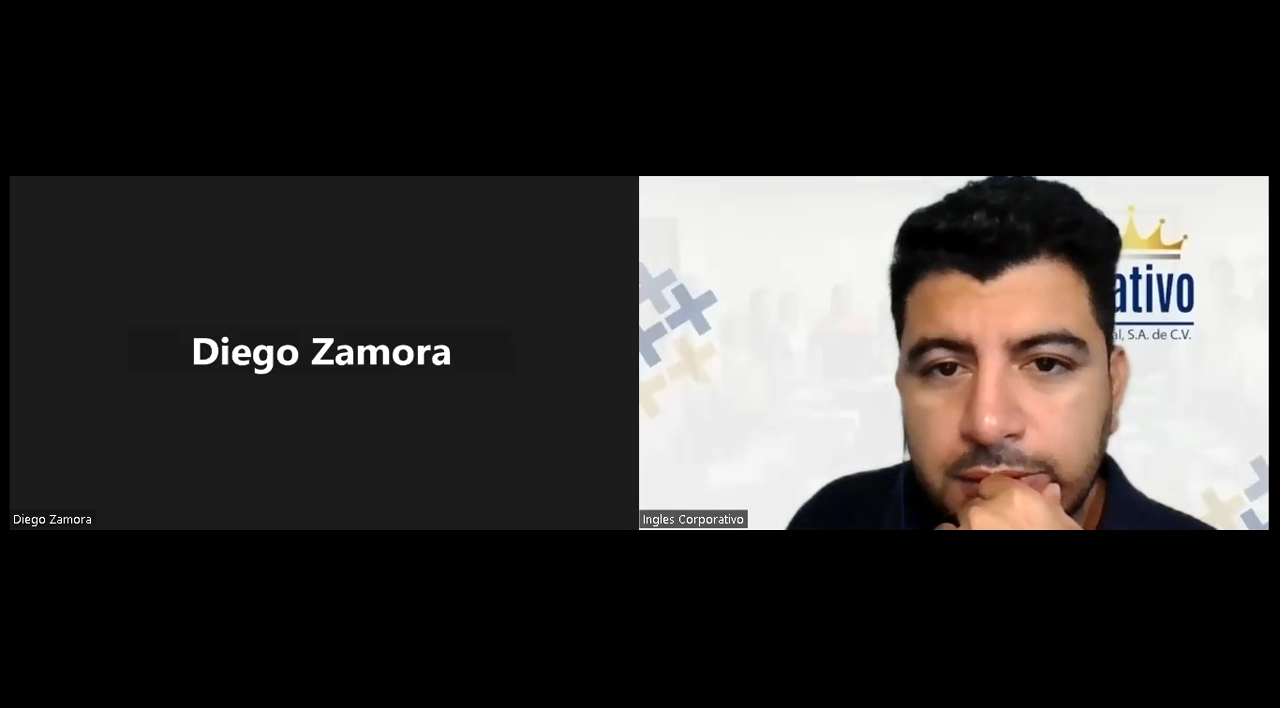 Diego Zamora
Diego Zamora
ativo
al, S.A. de C.V.
Ingles Corporativo